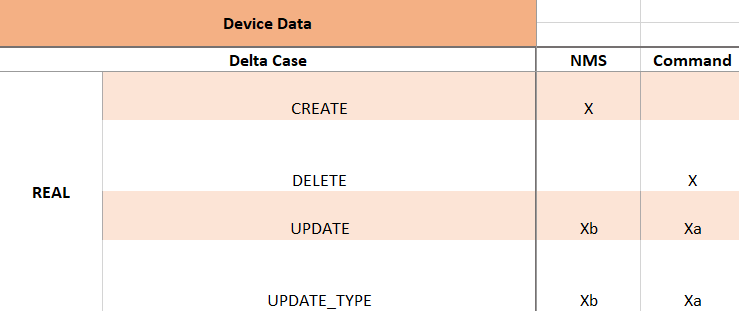 Device Data
Delta Case NMS Command
CREATE X
DELETE X
REAL
UPDATE Xb Xa
UPDATE_TYPE Xb Xa